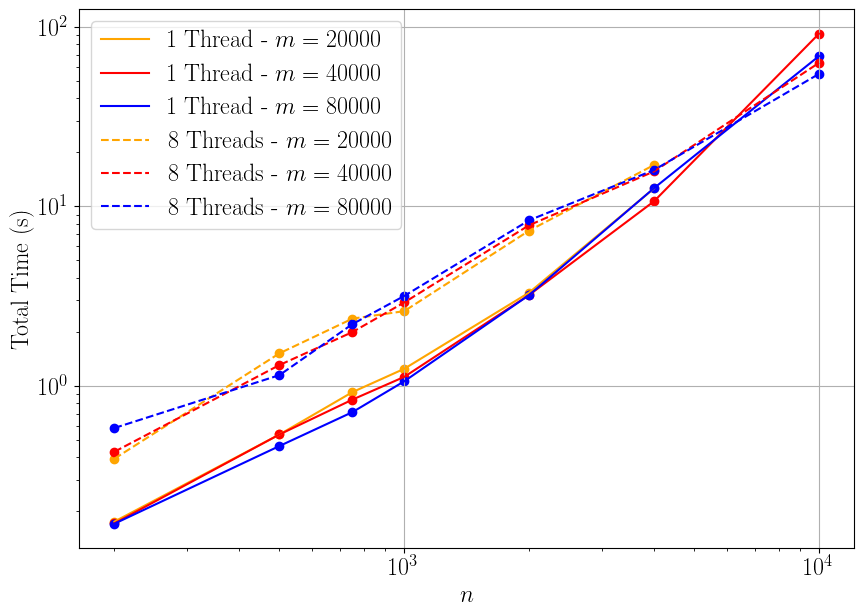 10^2
10^1
10^0
Total Time (s)
1 Thread - m = 20000
1 Thread - m = 40000
1 Thread - m = 80000
8 Threads - m = 20000
8 Threads - m = 40000
8 Threads - m = 80000
10^3
10^4
n